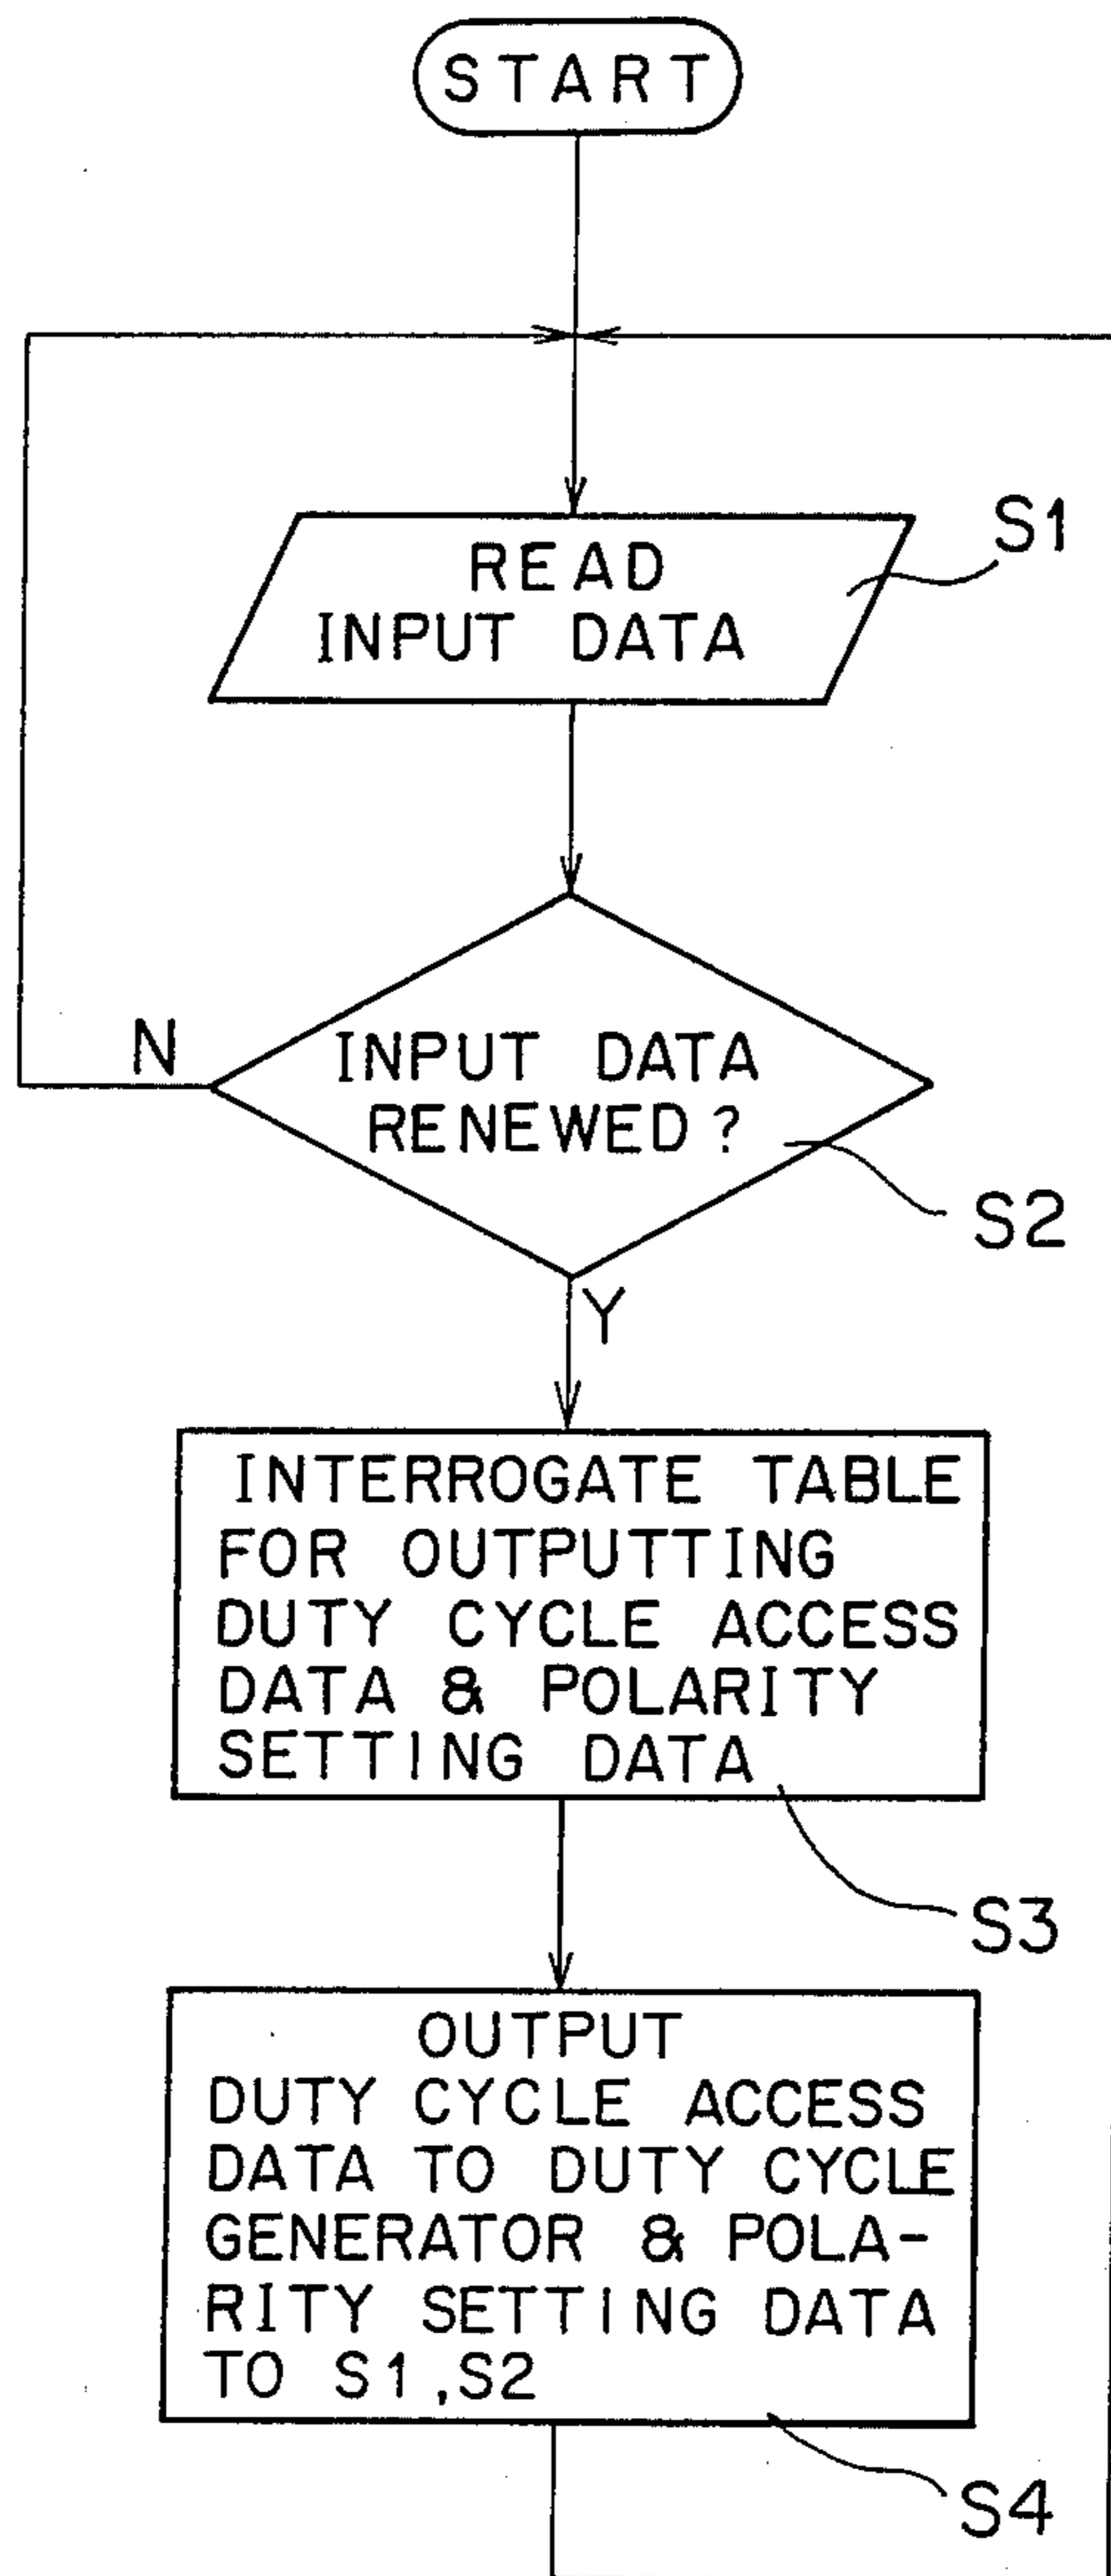 START
READ
INPUT DATA
S1
N
INPUT DATA
RENEWED?
S2
Y
INTERROGATE TABLE
FOR OUTPUTTING
DUTY CYCLE ACCESS
DATA & POLARITY
SETTING DATA
S3
OUTPUT
DUTY CYCLE ACCESS
DATA TO DUTY CYCLE
GENERATOR & POLA-
RITY SETTING DATA
TO S1,S2
S4